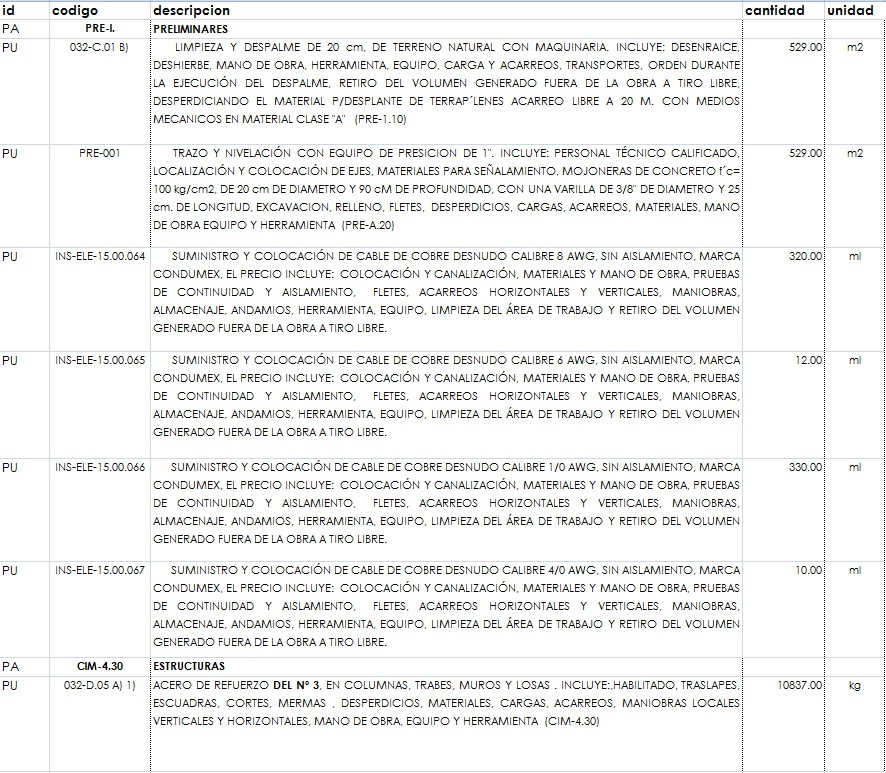 id codigo descripcion cantidad unidad
PA PRE-I. PRELIMINARES
PU 032-C.01 B) LIMPIEZA Y DESPALME DE 20 cm, DE TERRENO NATURAL CON MAQUINARIA. INCLUYE: DESENRAICE, 529.00 m2
DESHIERBE, MANO DE OBRA, HERRAMIENTA, EQUIPO, CARGA Y ACARREOS, TRANSPORTES, ORDEN DURANTE
LA EJECUCIÓN DEL DESPALME, RETIRO DEL VOLUMEN GENERADO FUERA DE LA OBRA A TIRO LIBRE,
DESPERDICIANDO EL MATERIAL P/DESPLANTE DE TERRAP´LENES ACARREO LIBRE A 20 M. CON MEDIOS
MECANICOS EN MATERIAL CLASE "A" (PRE-1.10)
PU PRE-001 TRAZO Y NIVELACIÓN CON EQUIPO DE PRESICION DE 1". INCLUYE: PERSONAL TÉCNICO CALIFICADO, 529.00 m2
LOCALIZACIÓN Y COLOCACIÓN DE EJES, MATERIALES PARA SEÑALAMIENTO, MOJONERAS DE CONCRETO f´c=
100 kg/cm2, DE 20 cm DE DIAMETRO Y 90 cM DE PROFUNDIDAD, CON UNA VARILLA DE 3/8" DE DIAMETRO Y 25
cm. DE LONGITUD, EXCAVACION, RELLENO, FLETES, DESPERDICIOS, CARGAS, ACARREOS, MATERIALES, MANO
DE OBRA EQUIPO Y HERRAMIENTA (PRE-A.20)
PU INS-ELE-15.00.064 SUMINISTRO Y COLOCACIÓN DE CABLE DE COBRE DESNUDO CALIBRE 8 AWG, SIN AISLAMIENTO, MARCA 320.00 ml
CONDUMEX, EL PRECIO INCLUYE: COLOCACIÓN Y CANALIZACIÓN, MATERIALES Y MANO DE OBRA, PRUEBAS
DE CONTINUIDAD Y AISLAMIENTO, FLETES, ACARREOS HORIZONTALES Y VERTICALES, MANIOBRAS,
ALMACENAJE, ANDAMIOS, HERRAMIENTA, EQUIPO, LIMPIEZA DEL ÁREA DE TRABAJO Y RETIRO DEL VOLUMEN
GENERADO FUERA DE LA OBRA A TIRO LIBRE.
PU INS-ELE-15.00.065 SUMINISTRO Y COLOCACIÓN DE CABLE DE COBRE DESNUDO CALIBRE 6 AWG, SIN AISLAMIENTO, MARCA 12.00 ml
CONDUMEX, EL PRECIO INCLUYE: COLOCACIÓN Y CANALIZACIÓN, MATERIALES Y MANO DE OBRA, PRUEBAS
DE CONTINUIDAD Y AISLAMIENTO, FLETES, ACARREOS HORIZONTALES Y VERTICALES, MANIOBRAS,
ALMACENAJE, ANDAMIOS, HERRAMIENTA, EQUIPO, LIMPIEZA DEL ÁREA DE TRABAJO Y RETIRO DEL VOLUMEN
GENERADO FUERA DE LA OBRA A TIRO LIBRE.
PU INS-ELE-15.00.066 SUMINISTRO Y COLOCACIÓN DE CABLE DE COBRE DESNUDO CALIBRE 1/0 AWG, SIN AISLAMIENTO, MARCA 330.00 ml
CONDUMEX, EL PRECIO INCLUYE: COLOCACIÓN Y CANALIZACIÓN, MATERIALES Y MANO DE OBRA, PRUEBAS
DE CONTINUIDAD Y AISLAMIENTO, FLETES, ACARREOS HORIZONTALES Y VERTICALES, MANIOBRAS,
ALMACENAJE, ANDAMIOS, HERRAMIENTA, EQUIPO, LIMPIEZA DEL ÁREA DE TRABAJO Y RETIRO DEL VOLUMEN
GENERADO FUERA DE LA OBRA A TIRO LIBRE.
PU INS-ELE-15.00.067 SUMINISTRO Y COLOCACIÓN DE CABLE DE COBRE DESNUDO CALIBRE 4/0 AWG, SIN AISLAMIENTO, MARCA 10.00 ml
CONDUMEX, EL PRECIO INCLUYE: COLOCACIÓN Y CANALIZACIÓN, MATERIALES Y MANO DE OBRA, PRUEBAS
DE CONTINUIDAD Y AISLAMIENTO, FLETES, ACARREOS HORIZONTALES Y VERTICALES, MANIOBRAS,
ALMACENAJE, ANDAMIOS, HERRAMIENTA, EQUIPO, LIMPIEZA DEL ÁREA DE TRABAJO Y RETIRO DEL VOLUMEN
GENERADO FUERA DE LA OBRA A TIRO LIBRE.
PA CIM-4.30 ESTRUCTURAS
PU 032-D.05 A) 1) ACERO DE REFUERZO DEL Nº 3, EN COLUMNAS, TRABES, MUROS Y LOSAS . INCLUYE:,HABILITADO, TRASLAPES, 10837.00 kg
ESCUADRAS, CORTES, MERMAS , DESPERDICIOS, MATERIALES, CARGAS, ACARREOS, MANIOBRAS LOCALES
VERTICALES Y HORIZONTALES, MANO DE OBRA, EQUIPO Y HERRAMIENTA (CIM-4.30)